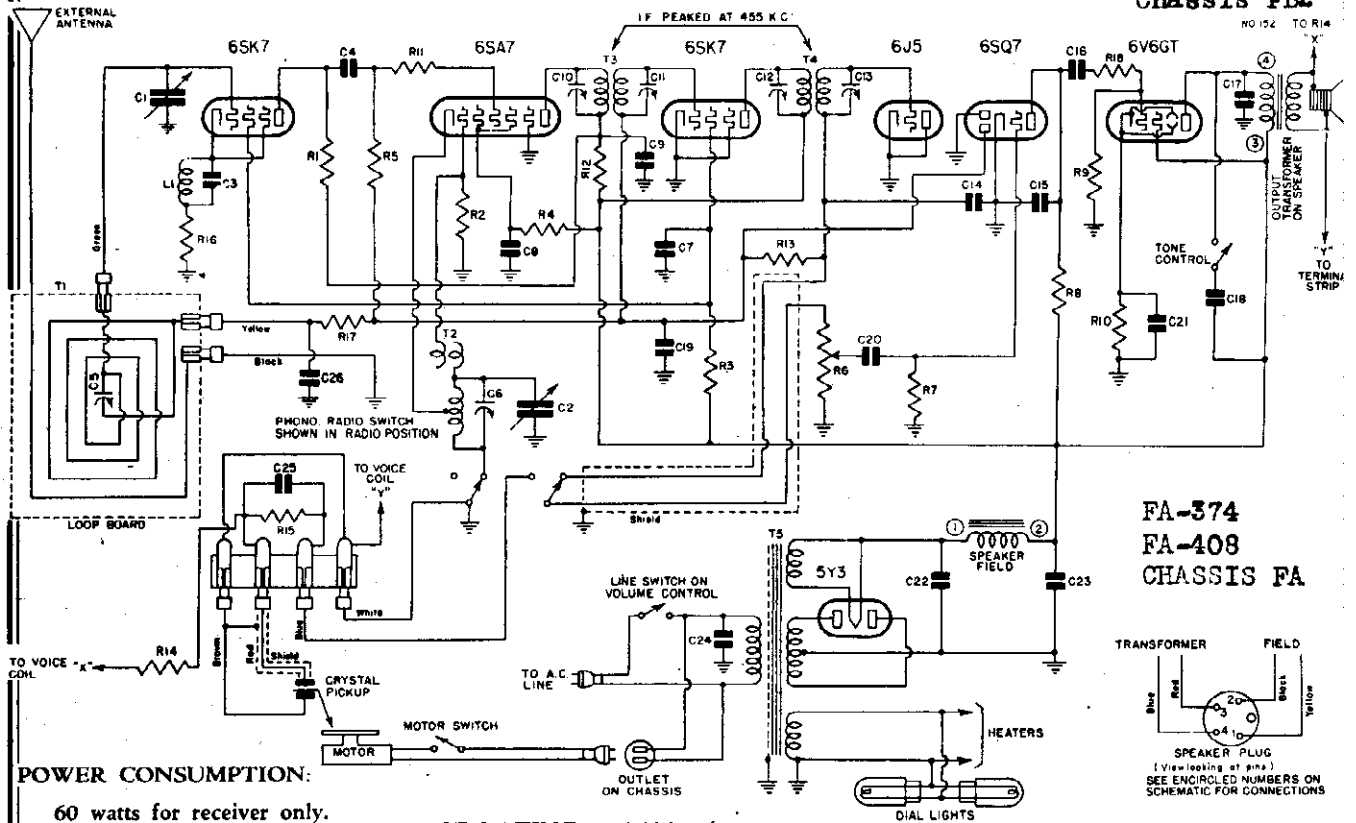 Chassis PB2
EXTERNAL
ANTENNA
IF PEAKED AT 455 KC
NO 152
TO R14
"X"
6SK7
C4
R11
6SA7
T3
6SK7
T4
6J5
6SQ7
C16
R18
6V6GT
C1
C10
C11
C12
C13
C17
④
③
L1
C3
R1
R5
R12
C9
R9
OUTPUT
TRANSFORMER
ON SPEAKER
R16
R2
R4
C8
C7
R13
C14
C15
TONE
CONTROL
"Y"
TO
TERMINAL
STRIP
Green
T1
Yellow
R17
T2
C19
R3
R6
C20
R7
R8
R10
C21
C18
Black
C5
C26
C6
C2
PHONO. RADIO SWITCH
SHOWN IN RADIO POSITION
C25
TO VOICE
COIL
"Y"
R15
LOOP BOARD
Shield
T5
5Y3
①
②
SPEAKER
FIELD
C22
C23
FA-374
FA-408
CHASSIS FA
LINE SWITCH ON
VOLUME CONTROL
White
Blue
Brown
Red
Shield
C24
TO VOICE "X"
COIL
R14
CRYSTAL
PICKUP
TO A.C.
LINE
TRANSFORMER
FIELD
Blue
Red
Black
Yellow
2
3
4
1
SPEAKER PLUG
(View looking at pins)
SEE ENCIRCLED NUMBERS ON
SCHEMATIC FOR CONNECTIONS
MOTOR SWITCH
MOTOR
OUTLET
ON CHASSIS
HEATERS
DIAL LIGHTS
POWER CONSUMPTION:
60 watts for receiver only.